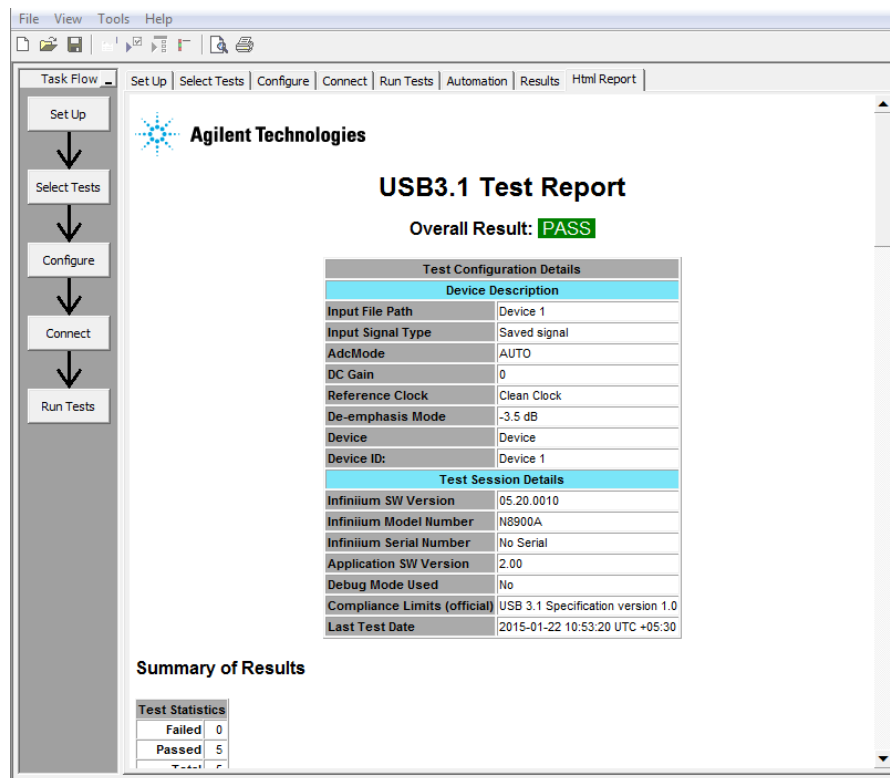 File View Tools Help
Task Flow
Set Up | Select Tests | Configure | Connect | Run Tests | Automation | Results | Html Report
Set Up
Select Tests
Configure
Connect
Run Tests
Agilent Technologies
USB3.1 Test Report
Overall Result: PASS
Test Configuration Details
Device Description
Input File Path Device 1
Input Signal Type Saved signal
AdcMode AUTO
DC Gain 0
Reference Clock Clean Clock
De-emphasis Mode -3.5 dB
Device Device
Device ID: Device 1
Test Session Details
Infiniium SW Version 05.20.0010
Infiniium Model Number N8900A
Infiniium Serial Number No Serial
Application SW Version 2.00
Debug Mode Used No
Compliance Limits (official) USB 3.1 Specification version 1.0
Last Test Date 2015-01-22 10:53:20 UTC +05:30
Summary of Results
Test Statistics
Failed 0
Passed 5
Total 5